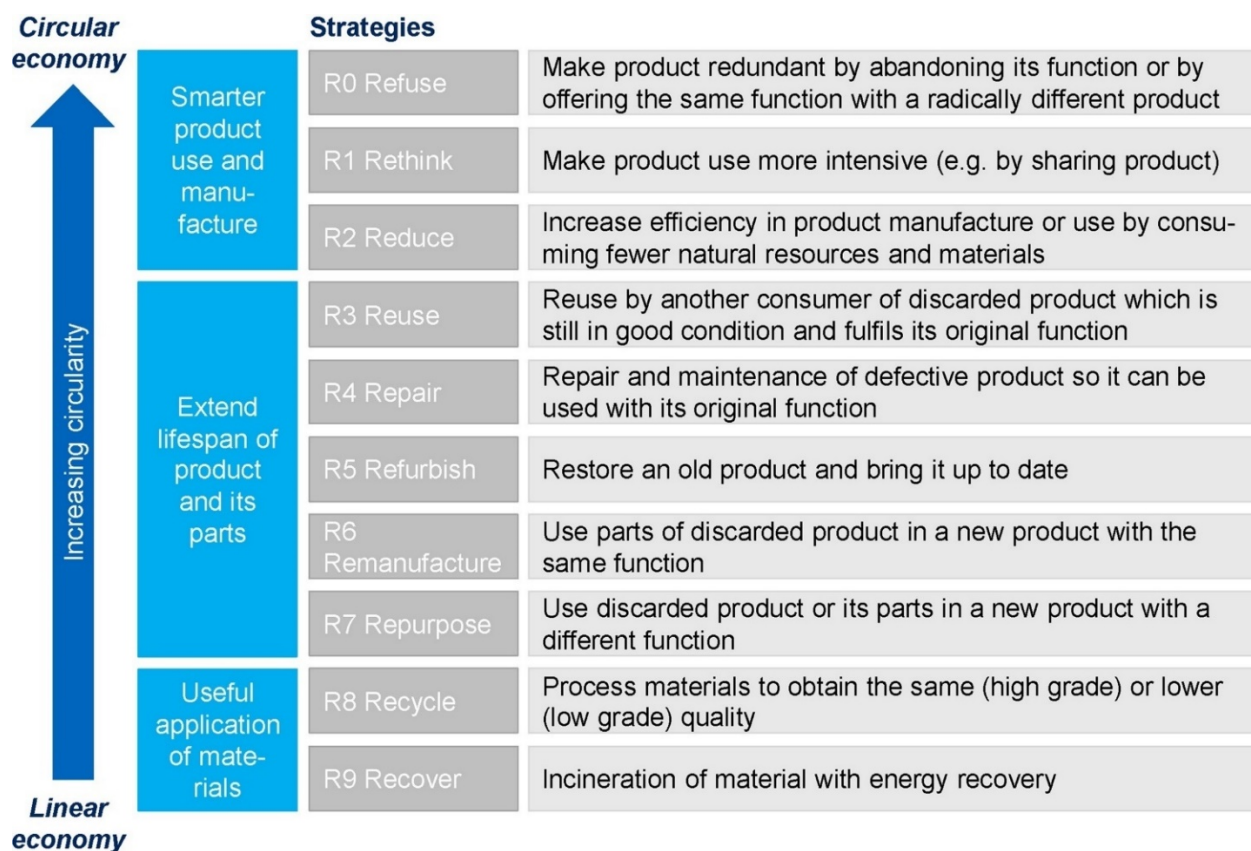 Circular
economy
Strategies
Increasing circularity
Smarter
product
use and
manu-
facture
R0 Refuse
Make product redundant by abandoning its function or by
offering the same function with a radically different product
R1 Rethink
Make product use more intensive (e.g. by sharing product)
R2 Reduce
Increase efficiency in product manufacture or use by consu-
ming fewer natural resources and materials
Extend
lifespan of
product
and its
parts
R3 Reuse
Reuse by another consumer of discarded product which is
still in good condition and fulfils its original function
R4 Repair
Repair and maintenance of defective product so it can be
used with its original function
R5 Refurbish
Restore an old product and bring it up to date
R6
Remanufacture
Use parts of discarded product in a new product with the
same function
R7 Repurpose
Use discarded product or its parts in a new product with a
different function
Useful
application
of mate-
rials
R8 Recycle
Process materials to obtain the same (high grade) or lower
(low grade) quality
R9 Recover
Incineration of material with energy recovery
Linear
economy